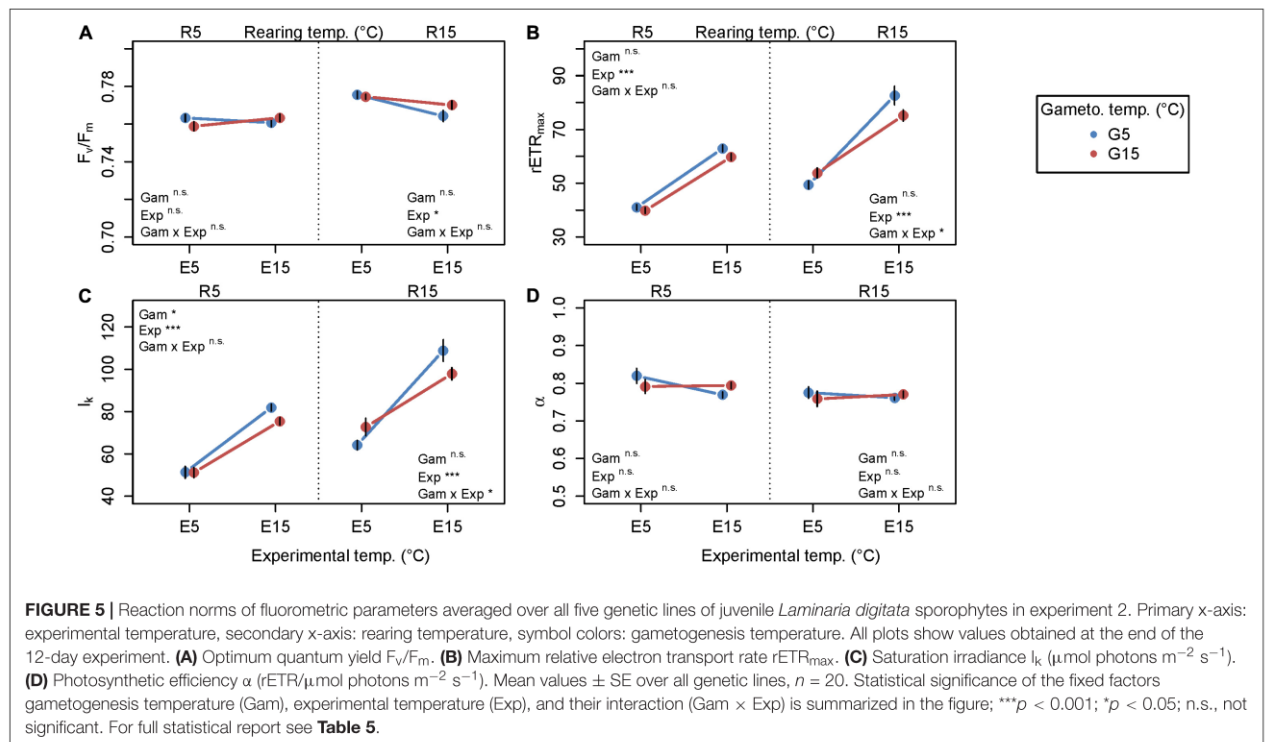 A
R5 Rearing temp. (°C) R15
F_v/F_m
0.78
0.74
0.70
Gam n.s.
Exp n.s.
Gam x Exp n.s.
Gam n.s.
Exp *
Gam x Exp n.s.
E5 E15 E5 E15
B
R5 Rearing temp. (°C) R15
rETR_max
90
70
50
30
Gam n.s.
Exp ***
Gam x Exp n.s.
Gam n.s.
Exp ***
Gam x Exp *
E5 E15 E5 E15
Gameto. temp. (°C)
G5
G15
C
R5 R15
I_k
120
100
80
60
40
Gam *
Exp ***
Gam x Exp n.s.
Gam n.s.
Exp ***
Gam x Exp *
E5 E15 E5 E15
Experimental temp. (°C)
D
R5 R15
α
1.0
0.9
0.8
0.7
0.6
0.5
Gam n.s.
Exp n.s.
Gam x Exp n.s.
Gam n.s.
Exp n.s.
Gam x Exp n.s.
E5 E15 E5 E15
Experimental temp. (°C)
FIGURE 5 | Reaction norms of fluorometric parameters averaged over all five genetic lines of juvenile Laminaria digitata sporophytes in experiment 2. Primary x-axis:
experimental temperature, secondary x-axis: rearing temperature, symbol colors: gametogenesis temperature. All plots show values obtained at the end of the
12-day experiment. (A) Optimum quantum yield F_v/F_m. (B) Maximum relative electron transport rate rETR_max. (C) Saturation irradiance I_k (μmol photons m⁻² s⁻¹).
(D) Photosynthetic efficiency α (rETR/μmol photons m⁻² s⁻¹). Mean values ± SE over all genetic lines, n = 20. Statistical significance of the fixed factors
gametogenesis temperature (Gam), experimental temperature (Exp), and their interaction (Gam × Exp) is summarized in the figure; ***p < 0.001; *p < 0.05; n.s., not
significant. For full statistical report see Table 5.